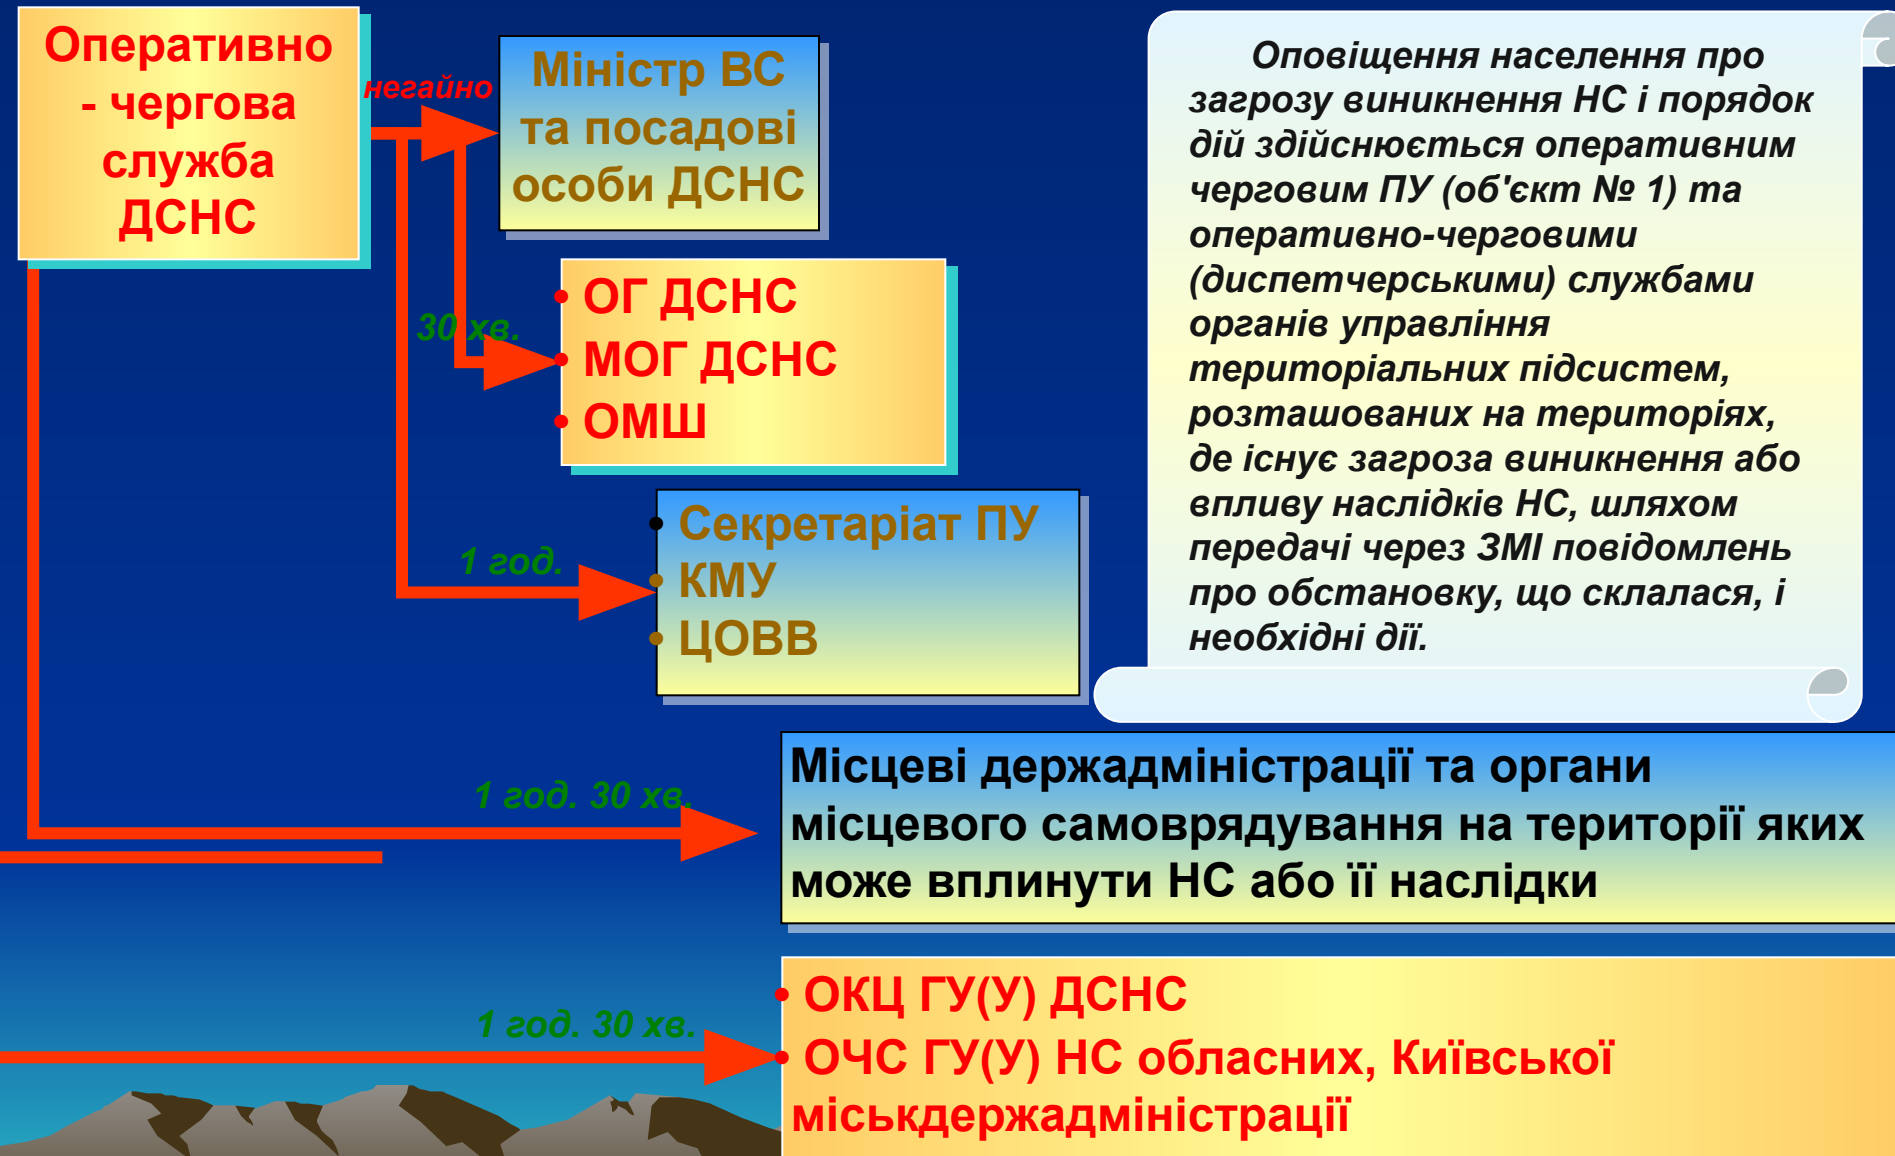 Оперативно
- чергова
служба
ДСНС
негайно
Міністр ВС
та посадові
особи ДСНС
30 хв.
• ОГ ДСНС
• МОГ ДСНС
• ОМШ
1 год.
• Секретаріат ПУ
• КМУ
• ЦОВВ
Оповіщення населення про
загрозу виникнення НС і порядок
дій здійснюється оперативним
черговим ПУ (об'єкт № 1) та
оперативно-черговими
(диспетчерськими) службами
органів управління
територіальних підсистем,
розташованих на територіях,
де існує загроза виникнення або
впливу наслідків НС, шляхом
передачі через ЗМІ повідомлень
про обстановку, що склалася, і
необхідні дії.
1 год. 30 хв.
Місцеві держадміністрації та органи
місцевого самоврядування на території яких
може вплинути НС або її наслідки
1 год. 30 хв.
• ОКЦ ГУ(У) ДСНС
• ОЧС ГУ(У) НС обласних, Київської
міськдержадміністрації